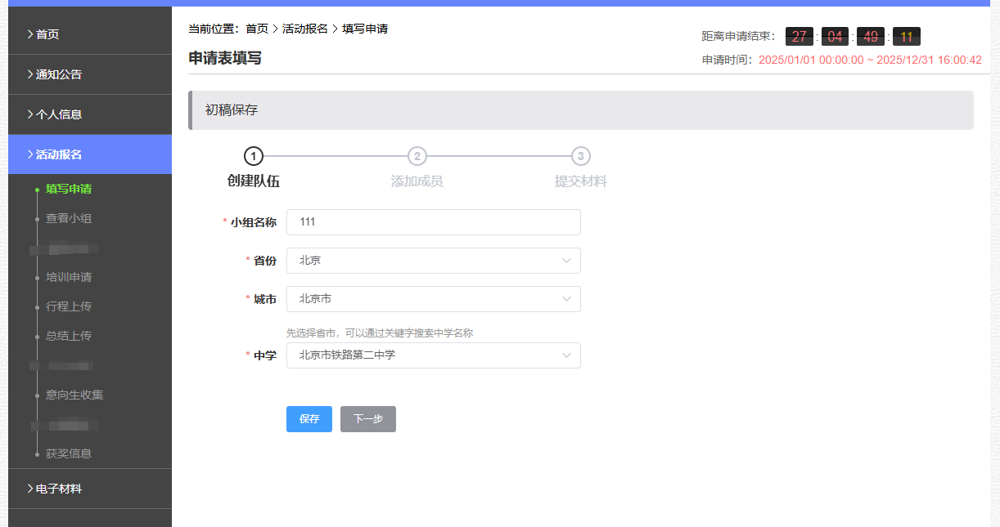 首页
通知公告
个人信息
活动报名
填写申请
查看小组
培训申请
行程上传
总结上传
意向生收集
获奖信息
电子材料
当前位置：首页 > 活动报名 > 填写申请
申请表填写
距离申请结束： 27 : 04 : 49 : 11
申请时间：2025/01/01 00:00:00 ~ 2025/12/31 16:00:42
初稿保存
1 2 3
创建队伍 添加成员 提交材料
* 小组名称 111
* 省份 北京
* 城市 北京市
先选择省市，可以通过关键字搜索中学名称
* 中学 北京市铁路第二中学
保存 下一步